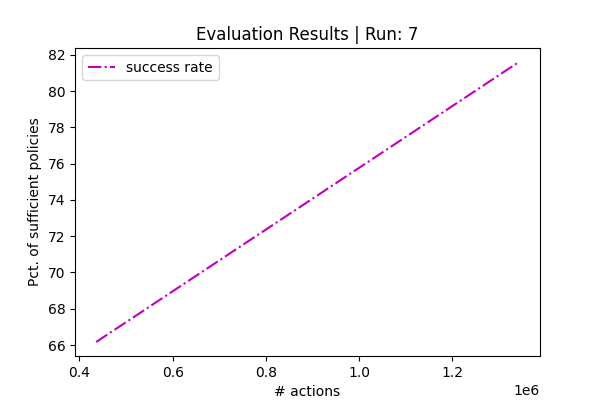 Evaluation Results | Run: 7
success rate
Pct. of sufficient policies
82
80
78
76
74
72
70
68
66
0.4 0.6 0.8 1.0 1.2
1e6
# actions